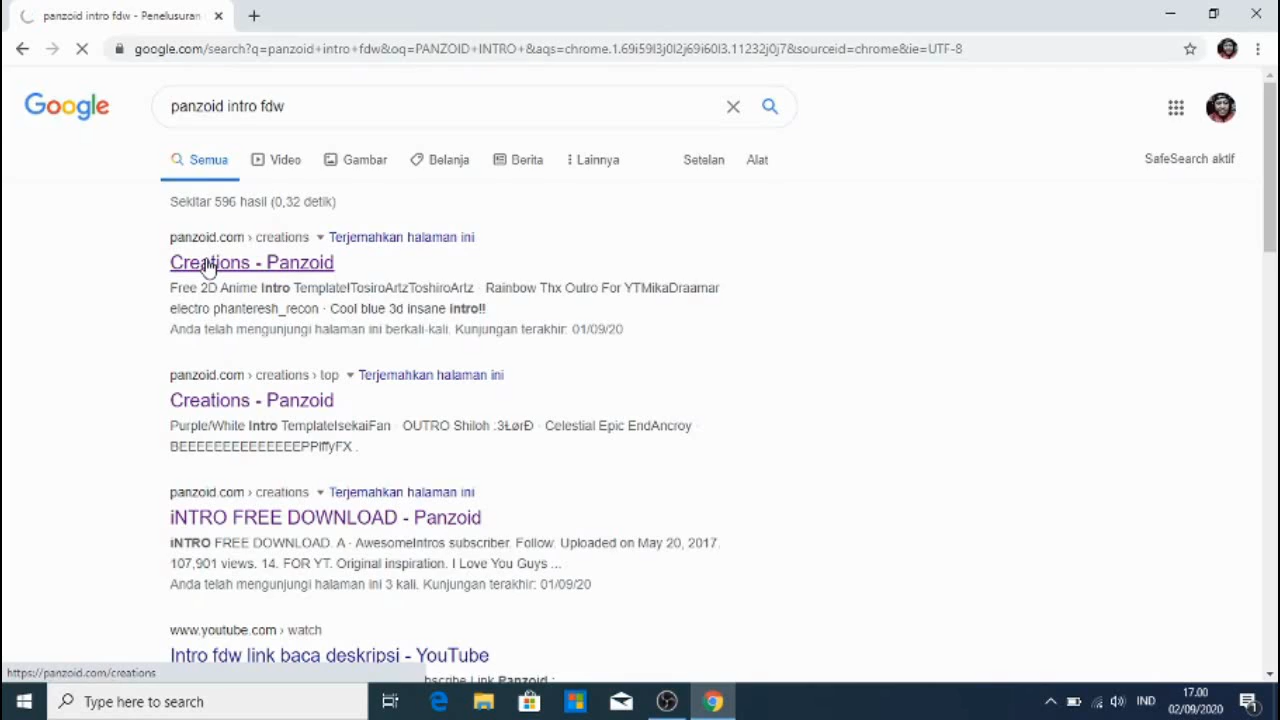 panzoid intro fdw - Penelusuran
google.com/search?q=panzoid+intro+fdw&oq=PANZOID+INTRO+&aqs=chrome.1.69i59l3j0l2j69i60l3.11232j0j7&sourceid=chrome&ie=UTF-8
Google
panzoid intro fdw
Semua Video Gambar Belanja Berita Lainnya Setelan Alat SafeSearch aktif
Sekitar 596 hasil (0,32 detik)
panzoid.com › creations Terjemahkan halaman ini
Creations - Panzoid
Free 2D Anime Intro Template!TosiroArtzToshiroArtz · Rainbow Thx Outro For YTMikaDraamar
electro phanteresh_recon · Cool blue 3d insane Intro!!
Anda telah mengunjungi halaman ini berkali-kali. Kunjungan terakhir: 01/09/20
panzoid.com › creations › top Terjemahkan halaman ini
Creations - Panzoid
Purple/White Intro TemplateIsekaiFan · OUTRO Shiloh :3ŁørĐ · Celestial Epic EndAncroy ·
BEEEEEEEEEEEEEEPPIffyFX .
panzoid.com › creations Terjemahkan halaman ini
iNTRO FREE DOWNLOAD - Panzoid
iNTRO FREE DOWNLOAD. A · AwesomeIntros subscriber. Follow. Uploaded on May 20, 2017.
107,901 views. 14. FOR YT. Original inspiration. I Love You Guys ...
Anda telah mengunjungi halaman ini 3 kali. Kunjungan terakhir: 01/09/20
www.youtube.com › watch
Intro fdw link baca deskripsi - YouTube
https://panzoid.com/creations
Type here to search
IND
17.00
02/09/2020
1